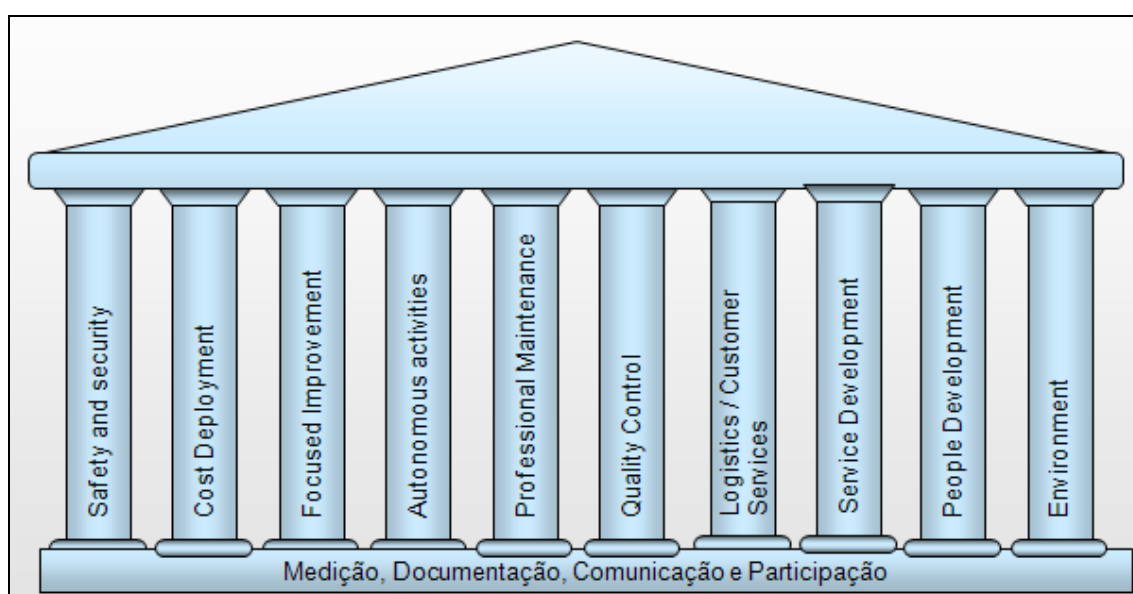 Safety and security
Cost Deployment
Focused Improvement
Autonomous activities
Professional Maintenance
Quality Control
Logistics / Customer
Services
Service Development
People Development
Environment
Medição, Documentação, Comunicação e Participação